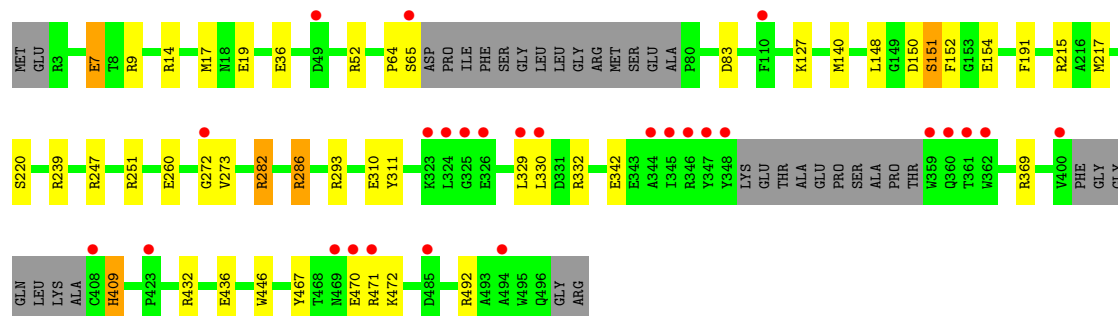 MET GLU R3 E7 T8 R9 R14 M17 N18 E19 E36 D49 R52 P64 S65 ASP PRO ILE PHE SER GLY LEU LEU GLY ARG MET SER GLU ALA P80 D83 F110 K127 M140 L148 G149 D150 S151 F152 G153 E154 F191 R215 A216 M217
S220 R239 R247 R251 E260 G272 V273 R282 R286 R293 E310 Y311 K323 L324 G325 E326 L329 L330 D331 R332 E342 E343 A344 I345 R346 Y347 Y348 LYS GLU THR ALA GLU PRO SER ALA PRO THR W359 Q360 T361 W362 R369 V400 PHE GLY GLY
GLN LEU LYS ALA C408 H409 P423 R432 E436 W446 Y467 T468 N469 E470 R471 K472 D485 R492 A493 A494 W495 Q496 GLY ARG